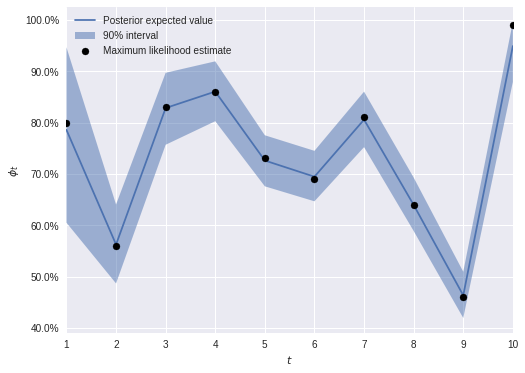 100.0%
90.0%
80.0%
70.0%
60.0%
50.0%
40.0%
ϕt
Posterior expected value
90% interval
Maximum likelihood estimate
1 2 3 4 5 6 7 8 9 10
t